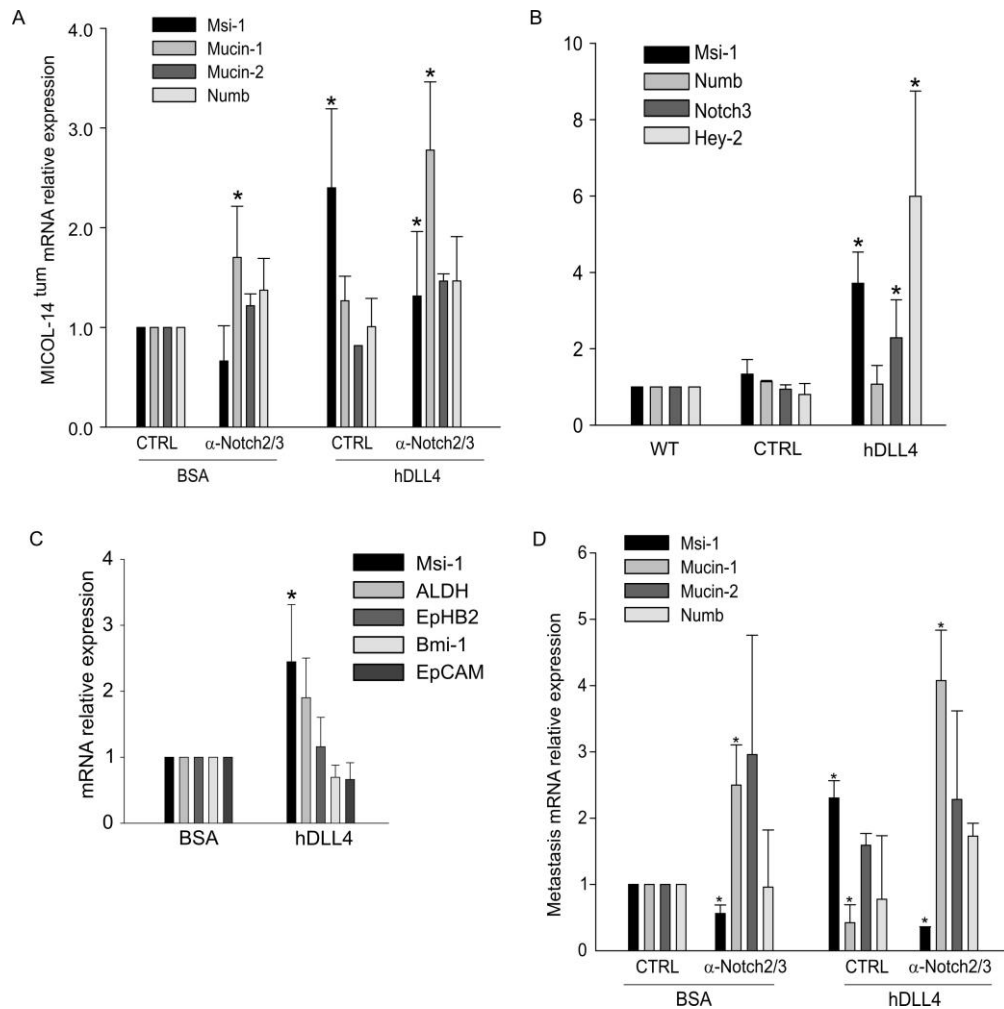 A
Msi-1
Mucin-1
Mucin-2
Numb
MICOL-14 tum mRNA relative expression
4.0
3.0
2.0
1.0
0.0
*
*
*
*
CTRL
α-Notch2/3
CTRL
α-Notch2/3
BSA
hDLL4
B
Msi-1
Numb
Notch3
Hey-2
10
8
6
4
2
0
*
*
*
WT
CTRL
hDLL4
C
Msi-1
ALDH
EpHB2
Bmi-1
EpCAM
mRNA relative expression
4
3
2
1
0
*
BSA
hDLL4
D
Msi-1
Mucin-1
Mucin-2
Numb
Metastasis mRNA relative expression
6
5
4
3
2
1
0
*
*
*
*
*
*
CTRL
α-Notch2/3
CTRL
α-Notch2/3
BSA
hDLL4